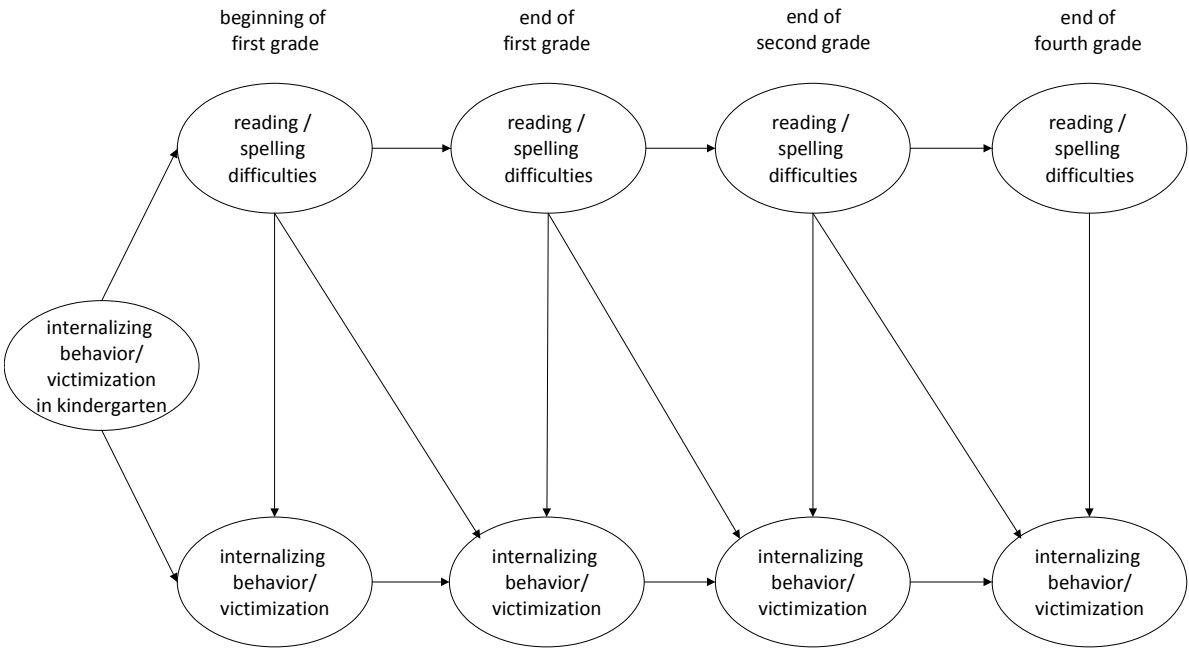 beginning of
first grade
end of
first grade
end of
second grade
end of
fourth grade
reading /
spelling
difficulties
reading /
spelling
difficulties
reading /
spelling
difficulties
reading /
spelling
difficulties
internalizing
behavior/
victimization
in kindergarten
internalizing
behavior/
victimization
internalizing
behavior/
victimization
internalizing
behavior/
victimization
internalizing
behavior/
victimization